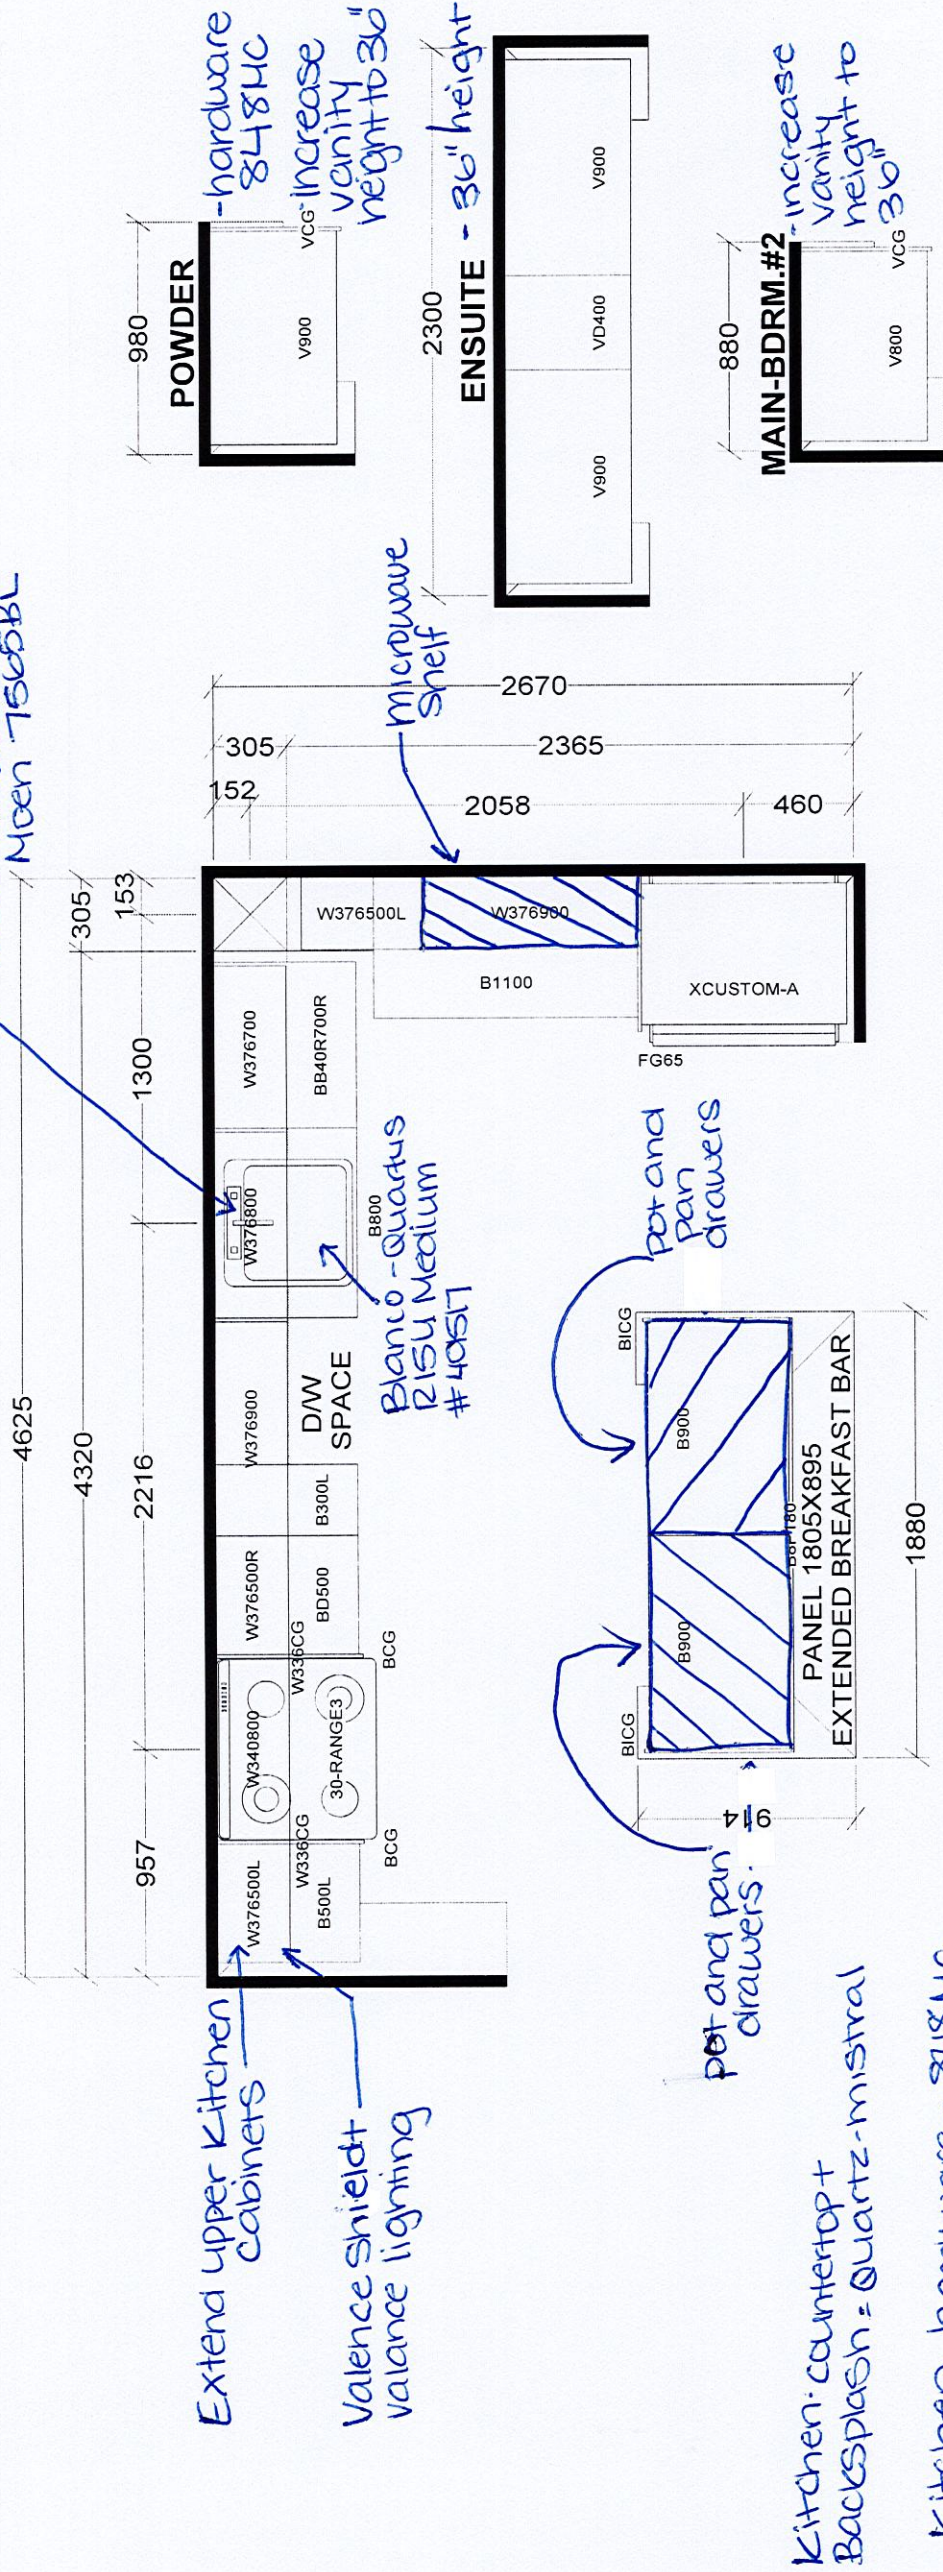 Moen 7565BL
4625
4320
305
957
2216
1300
153
Extend upper Kitchen
Cabinets
Valence Shield +
valance lighting
W376500L
W340800
W376500R
W376900
W376800
W376700
W336CG
W336CG
B500L
30-RANGE3
BD500
B300L
D/W
SPACE
BB40R700R
BCG
BCG
B800
Blanco - Quartus
R15U Medium
#401517
W376500L
W376900
B1100
XCUSTOM-A
FG65
microwave
Shelf
152
305
2058
2365
460
2670
pot and pan
drawers
pot and
pan
drawers
BICG
BICG
B900
B900
PANEL 1805X895
EXTENDED BREAKFAST BAR
914
1880
Kitchen: countertop +
Backsplash = Quartz-mistral
980
POWDER
V900
VCG
-hardware
848MC
-Increase
vanity
height to 36"
2300
ENSUITE
- 36" height
V900
VD400
V900
880
MAIN-BDRM.#2
V800
VCG
-increase
vanity
height to
36"